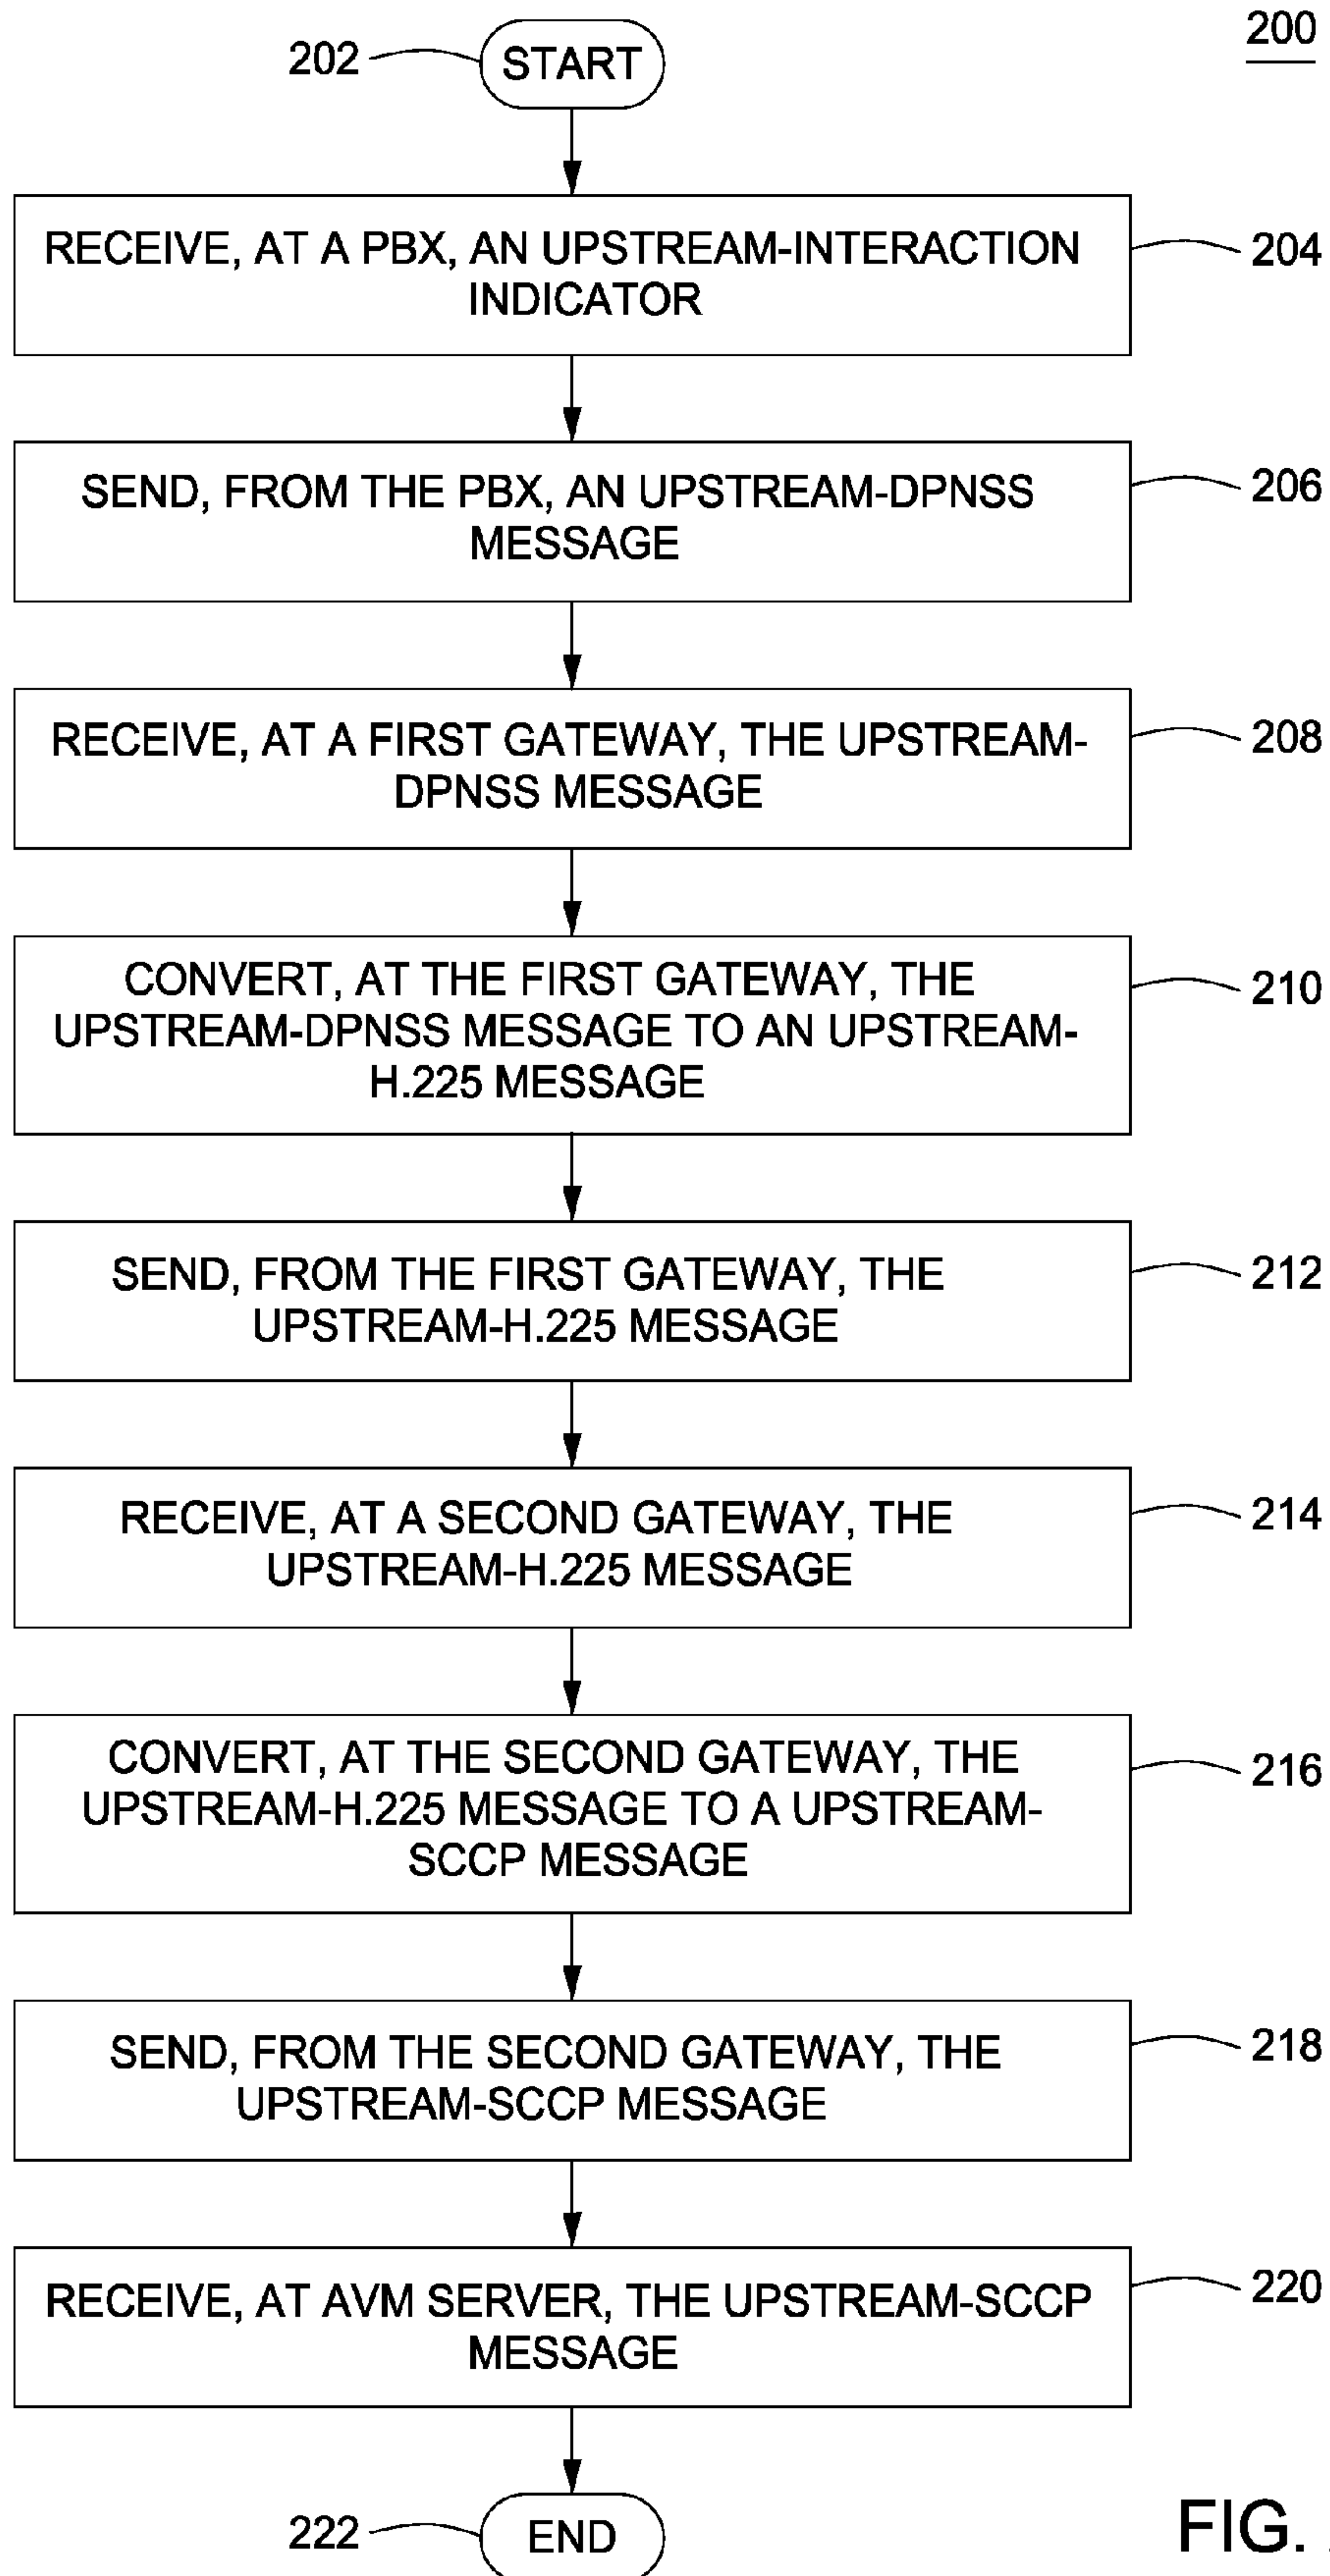 200
202
START
RECEIVE, AT A PBX, AN UPSTREAM-INTERACTION
INDICATOR
204
SEND, FROM THE PBX, AN UPSTREAM-DPNSS
MESSAGE
206
RECEIVE, AT A FIRST GATEWAY, THE UPSTREAM-
DPNSS MESSAGE
208
CONVERT, AT THE FIRST GATEWAY, THE
UPSTREAM-DPNSS MESSAGE TO AN UPSTREAM-
H.225 MESSAGE
210
SEND, FROM THE FIRST GATEWAY, THE
UPSTREAM-H.225 MESSAGE
212
RECEIVE, AT A SECOND GATEWAY, THE
UPSTREAM-H.225 MESSAGE
214
CONVERT, AT THE SECOND GATEWAY, THE
UPSTREAM-H.225 MESSAGE TO A UPSTREAM-
SCCP MESSAGE
216
SEND, FROM THE SECOND GATEWAY, THE
UPSTREAM-SCCP MESSAGE
218
RECEIVE, AT AVM SERVER, THE UPSTREAM-SCCP
MESSAGE
220
222
END
FIG.